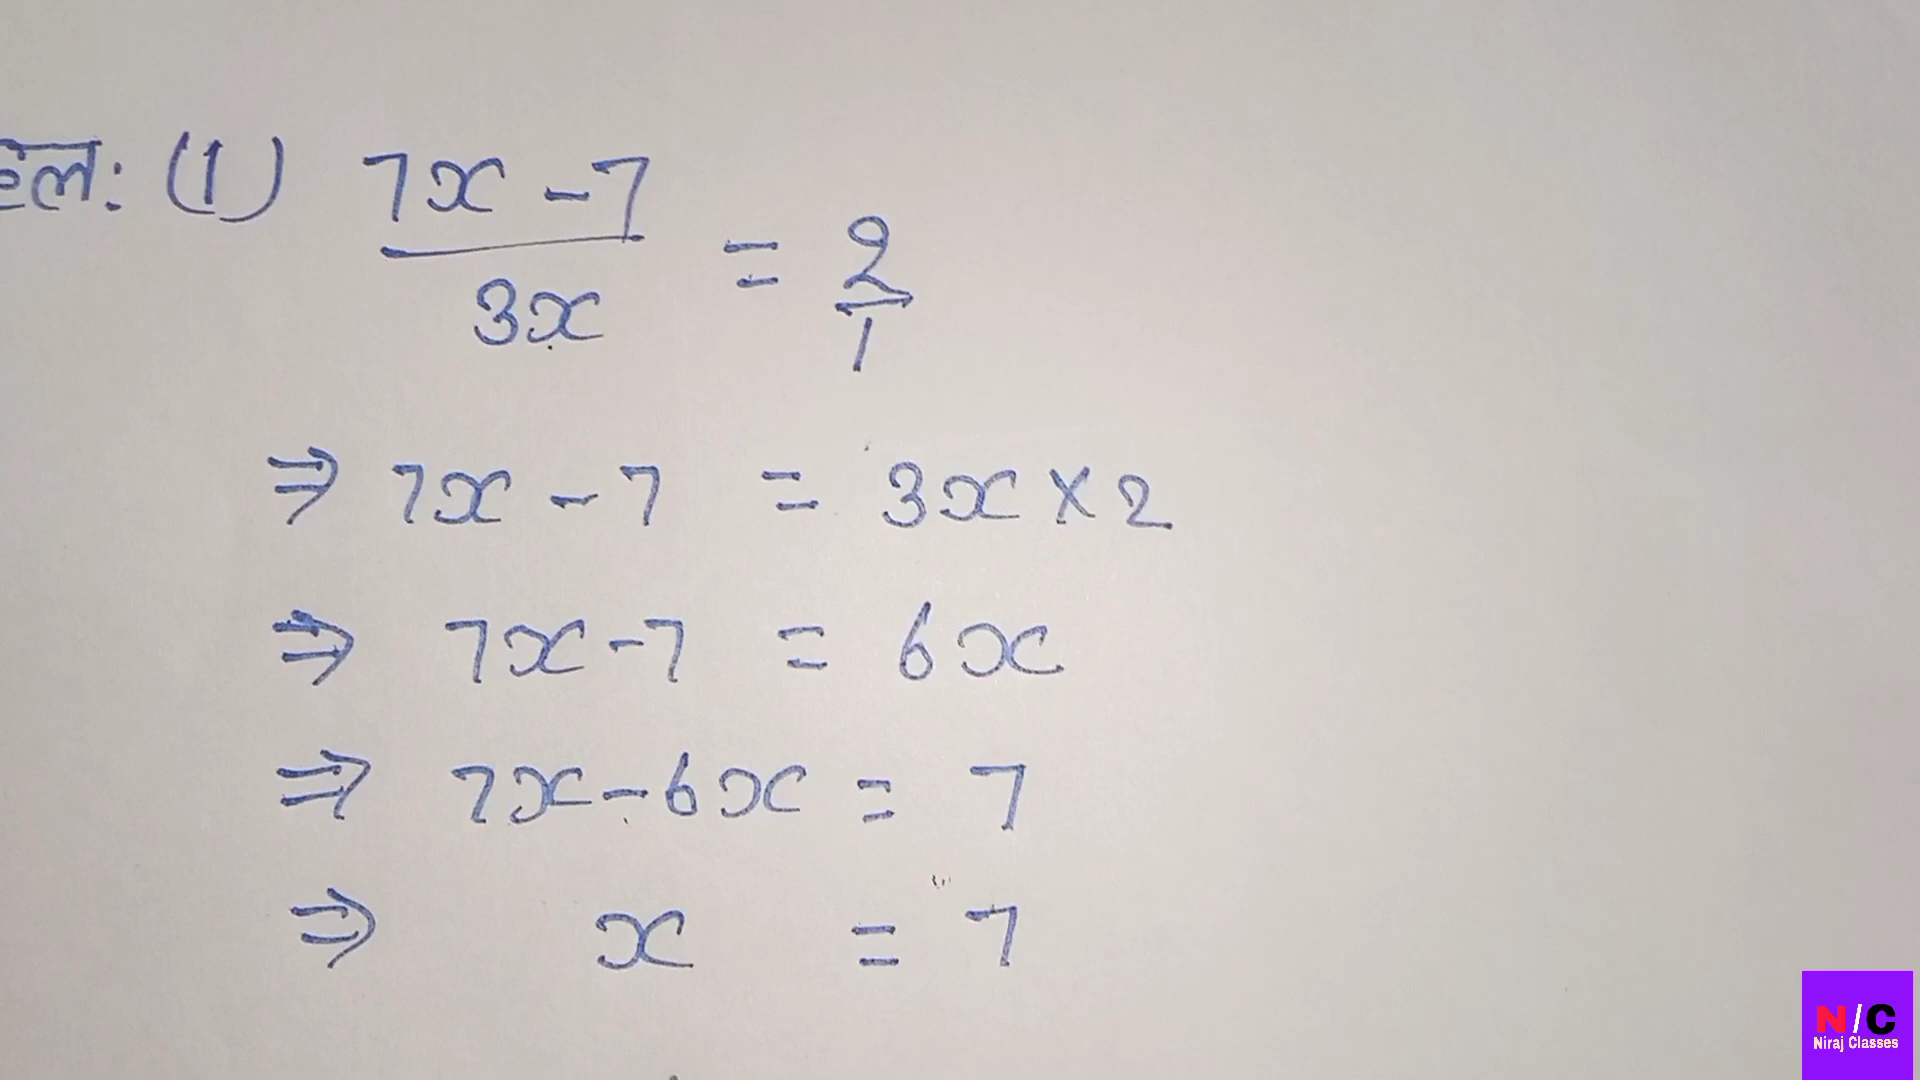 हल: (1) 7x - 7 / 3x = 2/1
⇒ 7x - 7 = 3x × 2
⇒ 7x - 7 = 6x
⇒ 7x - 6x = 7
⇒ x = 7
N/C
Niraj Classes